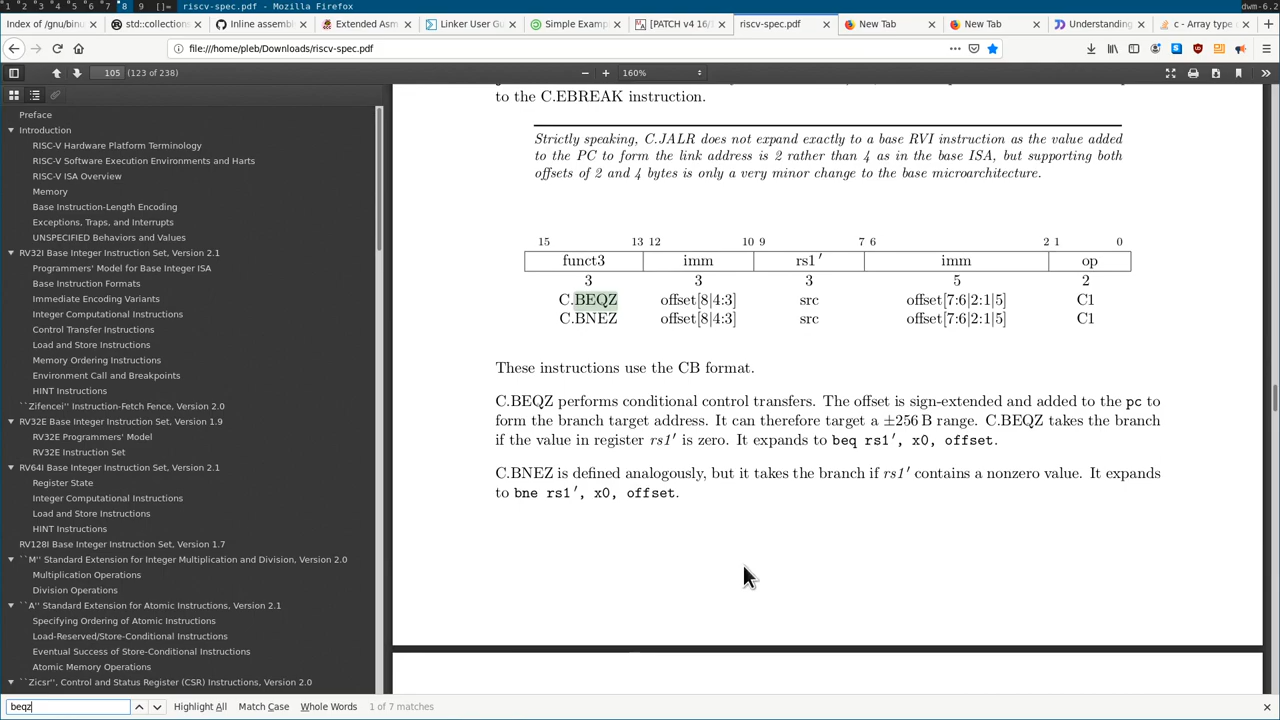 1 2 3 4 5 6 7 8 9 []= riscv-spec.pdf - Mozilla Firefox dwm-6.2
Index of /gnu/binu
std::collections
Inline assemb
Extended Asm
Linker User Gu
Simple Examp
[PATCH v4 16/
riscv-spec.pdf
New Tab
New Tab
Understanding
c - Array type
file:///home/pleb/Downloads/riscv-spec.pdf
105 (123 of 238)
160%
Preface
Introduction
RISC-V Hardware Platform Terminology
RISC-V Software Execution Environments and Harts
RISC-V ISA Overview
Memory
Base Instruction-Length Encoding
Exceptions, Traps, and Interrupts
UNSPECIFIED Behaviors and Values
RV32I Base Integer Instruction Set, Version 2.1
Programmers' Model for Base Integer ISA
Base Instruction Formats
Immediate Encoding Variants
Integer Computational Instructions
Control Transfer Instructions
Load and Store Instructions
Memory Ordering Instructions
Environment Call and Breakpoints
HINT Instructions
``Zifencei'' Instruction-Fetch Fence, Version 2.0
RV32E Base Integer Instruction Set, Version 1.9
RV32E Programmers' Model
RV32E Instruction Set
RV64I Base Integer Instruction Set, Version 2.1
Register State
Integer Computational Instructions
Load and Store Instructions
HINT Instructions
RV128I Base Integer Instruction Set, Version 1.7
``M'' Standard Extension for Integer Multiplication and Division, Version 2.0
Multiplication Operations
Division Operations
``A'' Standard Extension for Atomic Instructions, Version 2.1
Specifying Ordering of Atomic Instructions
Load-Reserved/Store-Conditional Instructions
Eventual Success of Store-Conditional Instructions
Atomic Memory Operations
``Zicsr'', Control and Status Register (CSR) Instructions, Version 2.0
to the C.EBREAK instruction.
Strictly speaking, C.JALR does not expand exactly to a base RVI instruction as the value added
to the PC to form the link address is 2 rather than 4 as in the base ISA, but supporting both
offsets of 2 and 4 bytes is only a very minor change to the base microarchitecture.
15 13 12 10 9 7 6 2 1 0
funct3 imm rs1′ imm op
3 3 3 5 2
C.BEQZ offset[8|4:3] src offset[7:6|2:1|5] C1
C.BNEZ offset[8|4:3] src offset[7:6|2:1|5] C1
These instructions use the CB format.
C.BEQZ performs conditional control transfers. The offset is sign-extended and added to the pc to
form the branch target address. It can therefore target a ±256 B range. C.BEQZ takes the branch
if the value in register rs1′ is zero. It expands to beq rs1′, x0, offset.
C.BNEZ is defined analogously, but it takes the branch if rs1′ contains a nonzero value. It expands
to bne rs1′, x0, offset.
beqz Highlight All Match Case Whole Words 1 of 7 matches